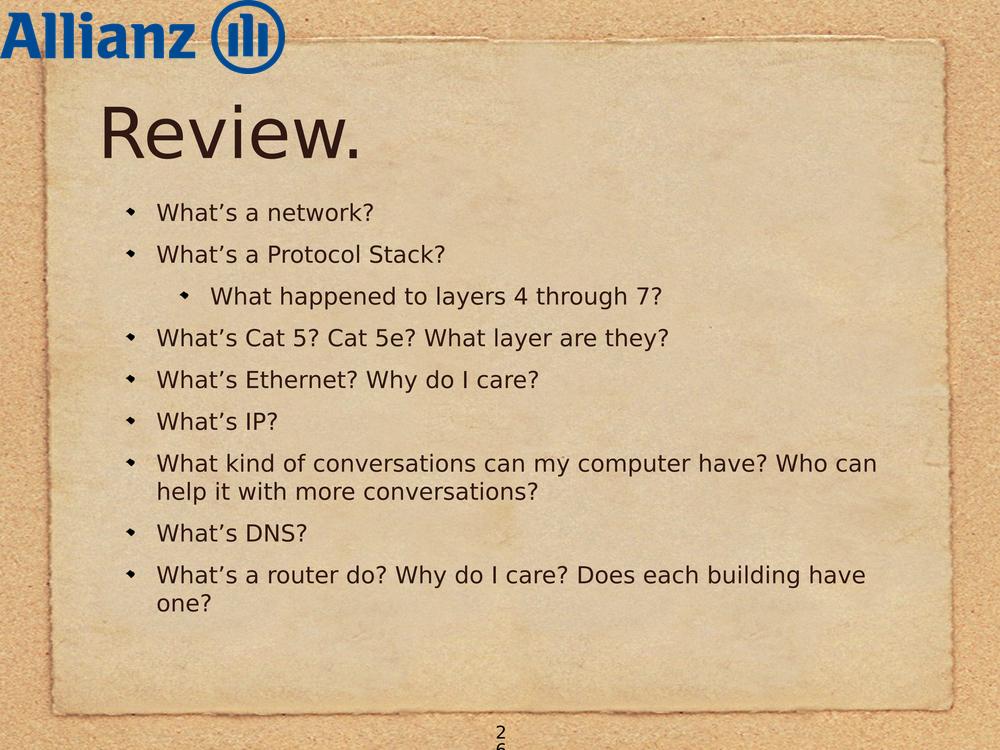 Allianz
Review.
What’s a network?
What’s a Protocol Stack?
What happened to layers 4 through 7?
What’s Cat 5? Cat 5e? What layer are they?
What’s Ethernet? Why do I care?
What’s IP?
What kind of conversations can my computer have? Who can
help it with more conversations?
What’s DNS?
What’s a router do? Why do I care? Does each building have
one?
2
6